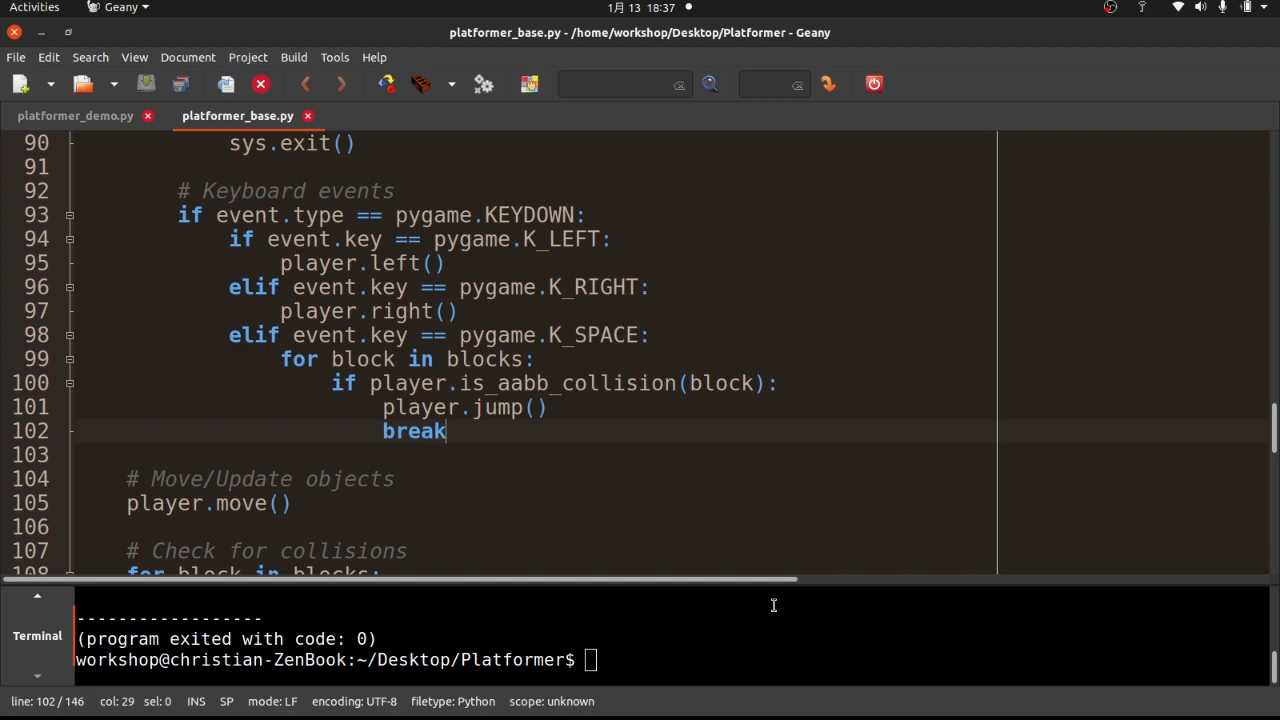 Activities
Geany
1月 13 18:37
platformer_base.py - /home/workshop/Desktop/Platformer - Geany
File Edit Search View Document Project Build Tools Help
platformer_demo.py
platformer_base.py
90 sys.exit()
91
92 # Keyboard events
93 if event.type == pygame.KEYDOWN:
94 if event.key == pygame.K_LEFT:
95 player.left()
96 elif event.key == pygame.K_RIGHT:
97 player.right()
98 elif event.key == pygame.K_SPACE:
99 for block in blocks:
100 if player.is_aabb_collision(block):
101 player.jump()
102 break
103
104 # Move/Update objects
105 player.move()
106
107 # Check for collisions
108 for block in blocks:
Terminal
------------------
(program exited with code: 0)
workshop@christian-ZenBook:~/Desktop/Platformer$
line: 102 / 146 col: 29 sel: 0 INS SP mode: LF encoding: UTF-8 filetype: Python scope: unknown